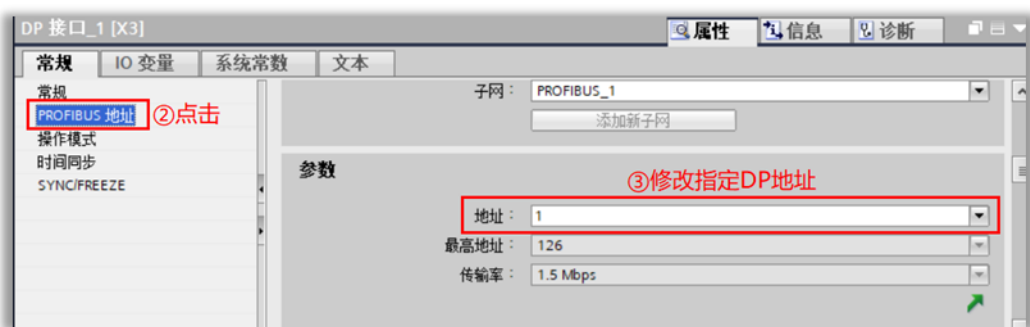 DP 接口_1 [X3]
属性
信息
诊断
常规
IO 变量
系统常数
文本
常规
PROFIBUS 地址
②点击
操作模式
时间同步
SYNC/FREEZE
子网： PROFIBUS_1
添加新子网
参数
③修改指定DP地址
地址： 1
最高地址： 126
传输率： 1.5 Mbps